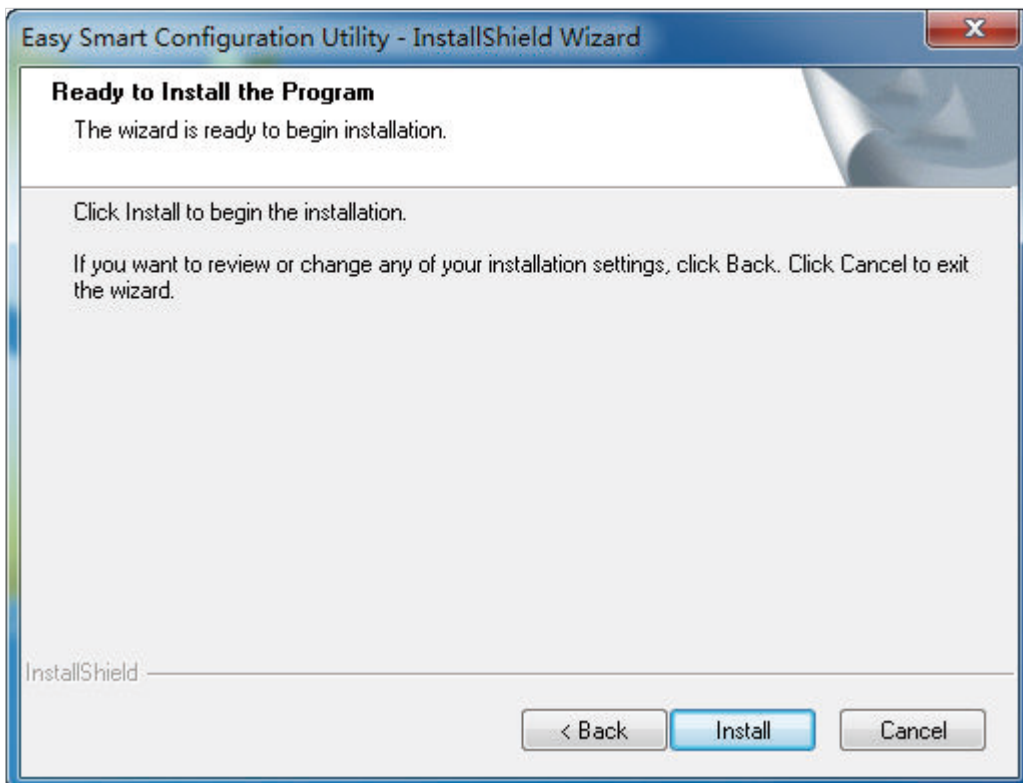 Easy Smart Configuration Utility - InstallShield Wizard
Ready to Install the Program
The wizard is ready to begin installation.
Click Install to begin the installation.
If you want to review or change any of your installation settings, click Back. Click Cancel to exit
the wizard.
InstallShield
< Back Install Cancel